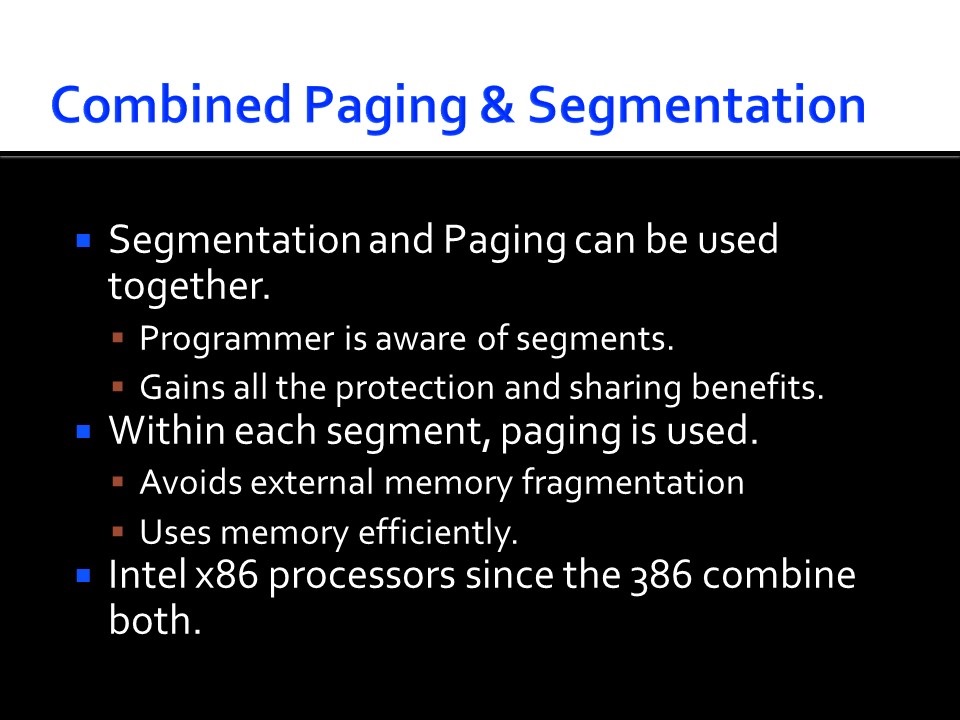 Combined Paging & Segmentation
Segmentation and Paging can be used
together.
Programmer is aware of segments.
Gains all the protection and sharing benefits.
Within each segment, paging is used.
Avoids external memory fragmentation
Uses memory efficiently.
Intel x86 processors since the 386 combine
both.